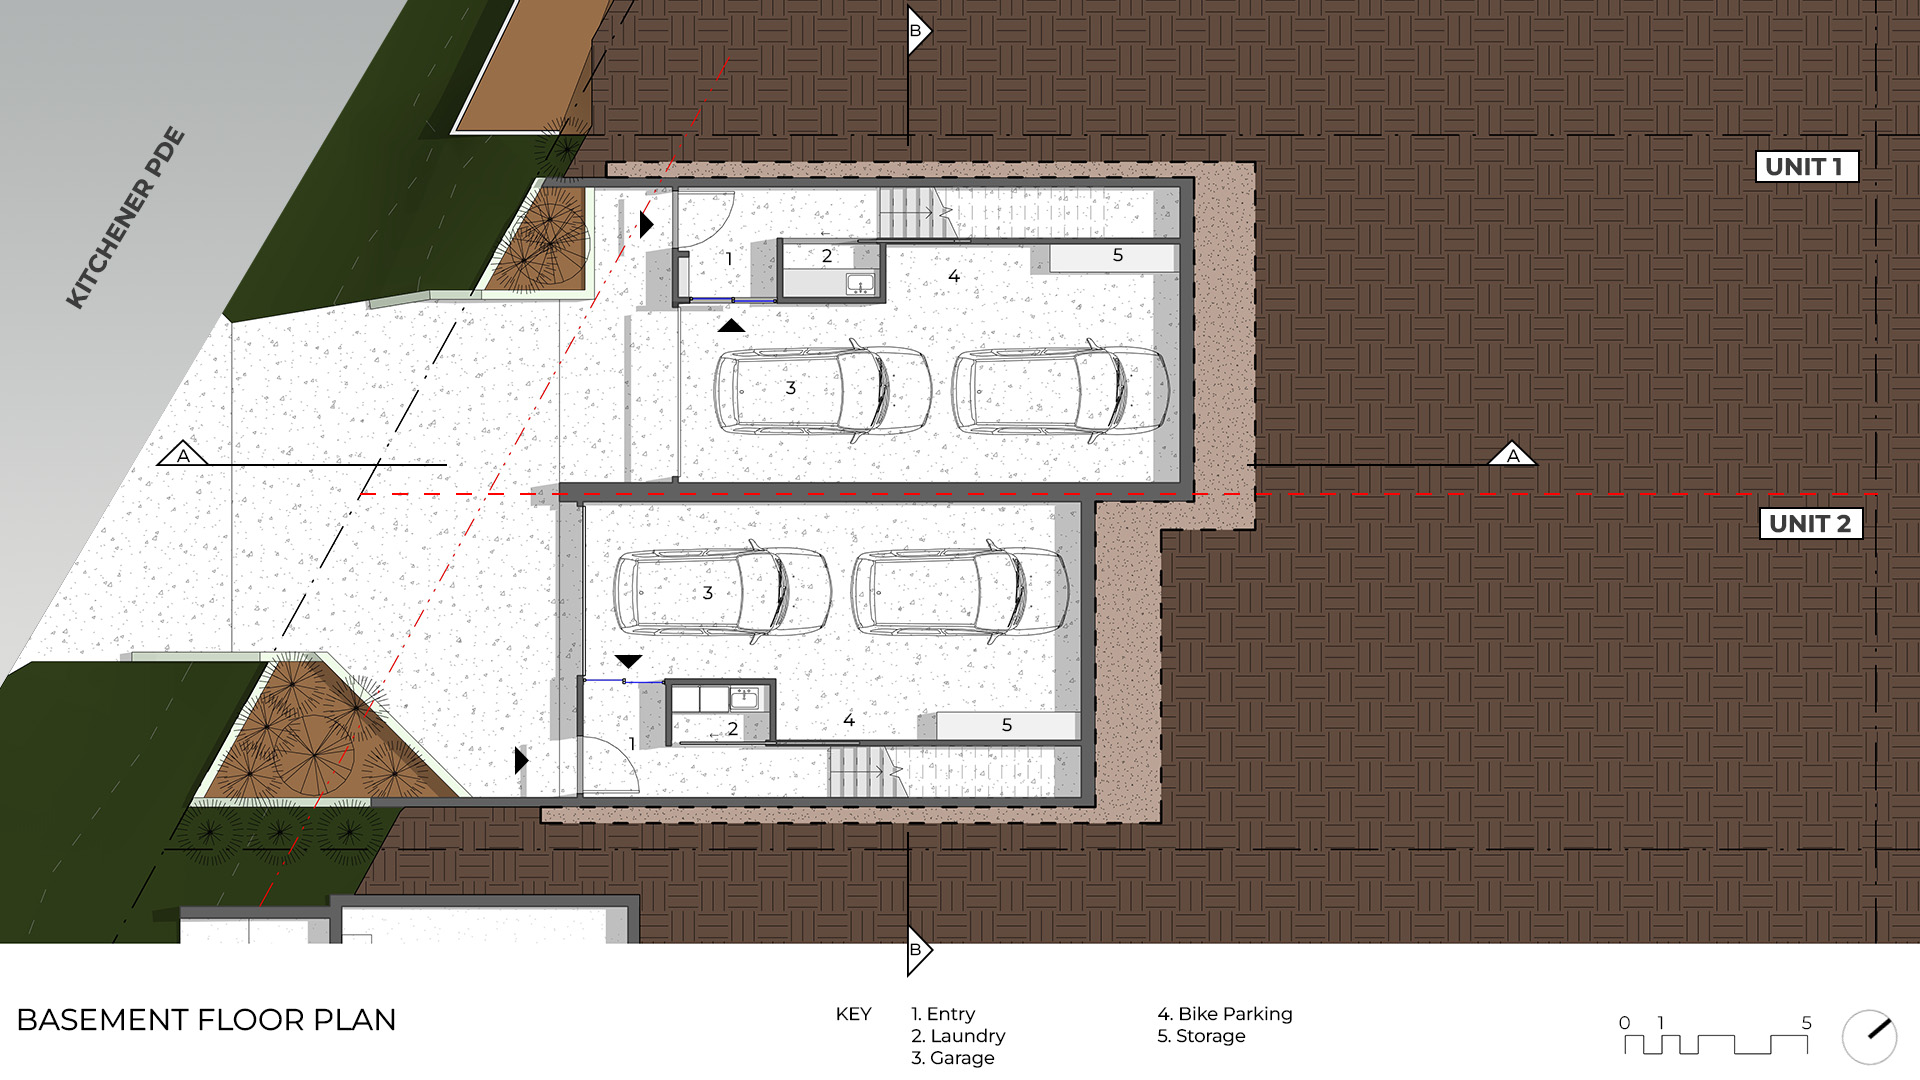 B
KITCHENER PDE
UNIT 1
1
2
4
5
3
A
A
UNIT 2
3
1
2
4
5
B
BASEMENT FLOOR PLAN
KEY
1. Entry
2. Laundry
3. Garage
4. Bike Parking
5. Storage
0 1 5